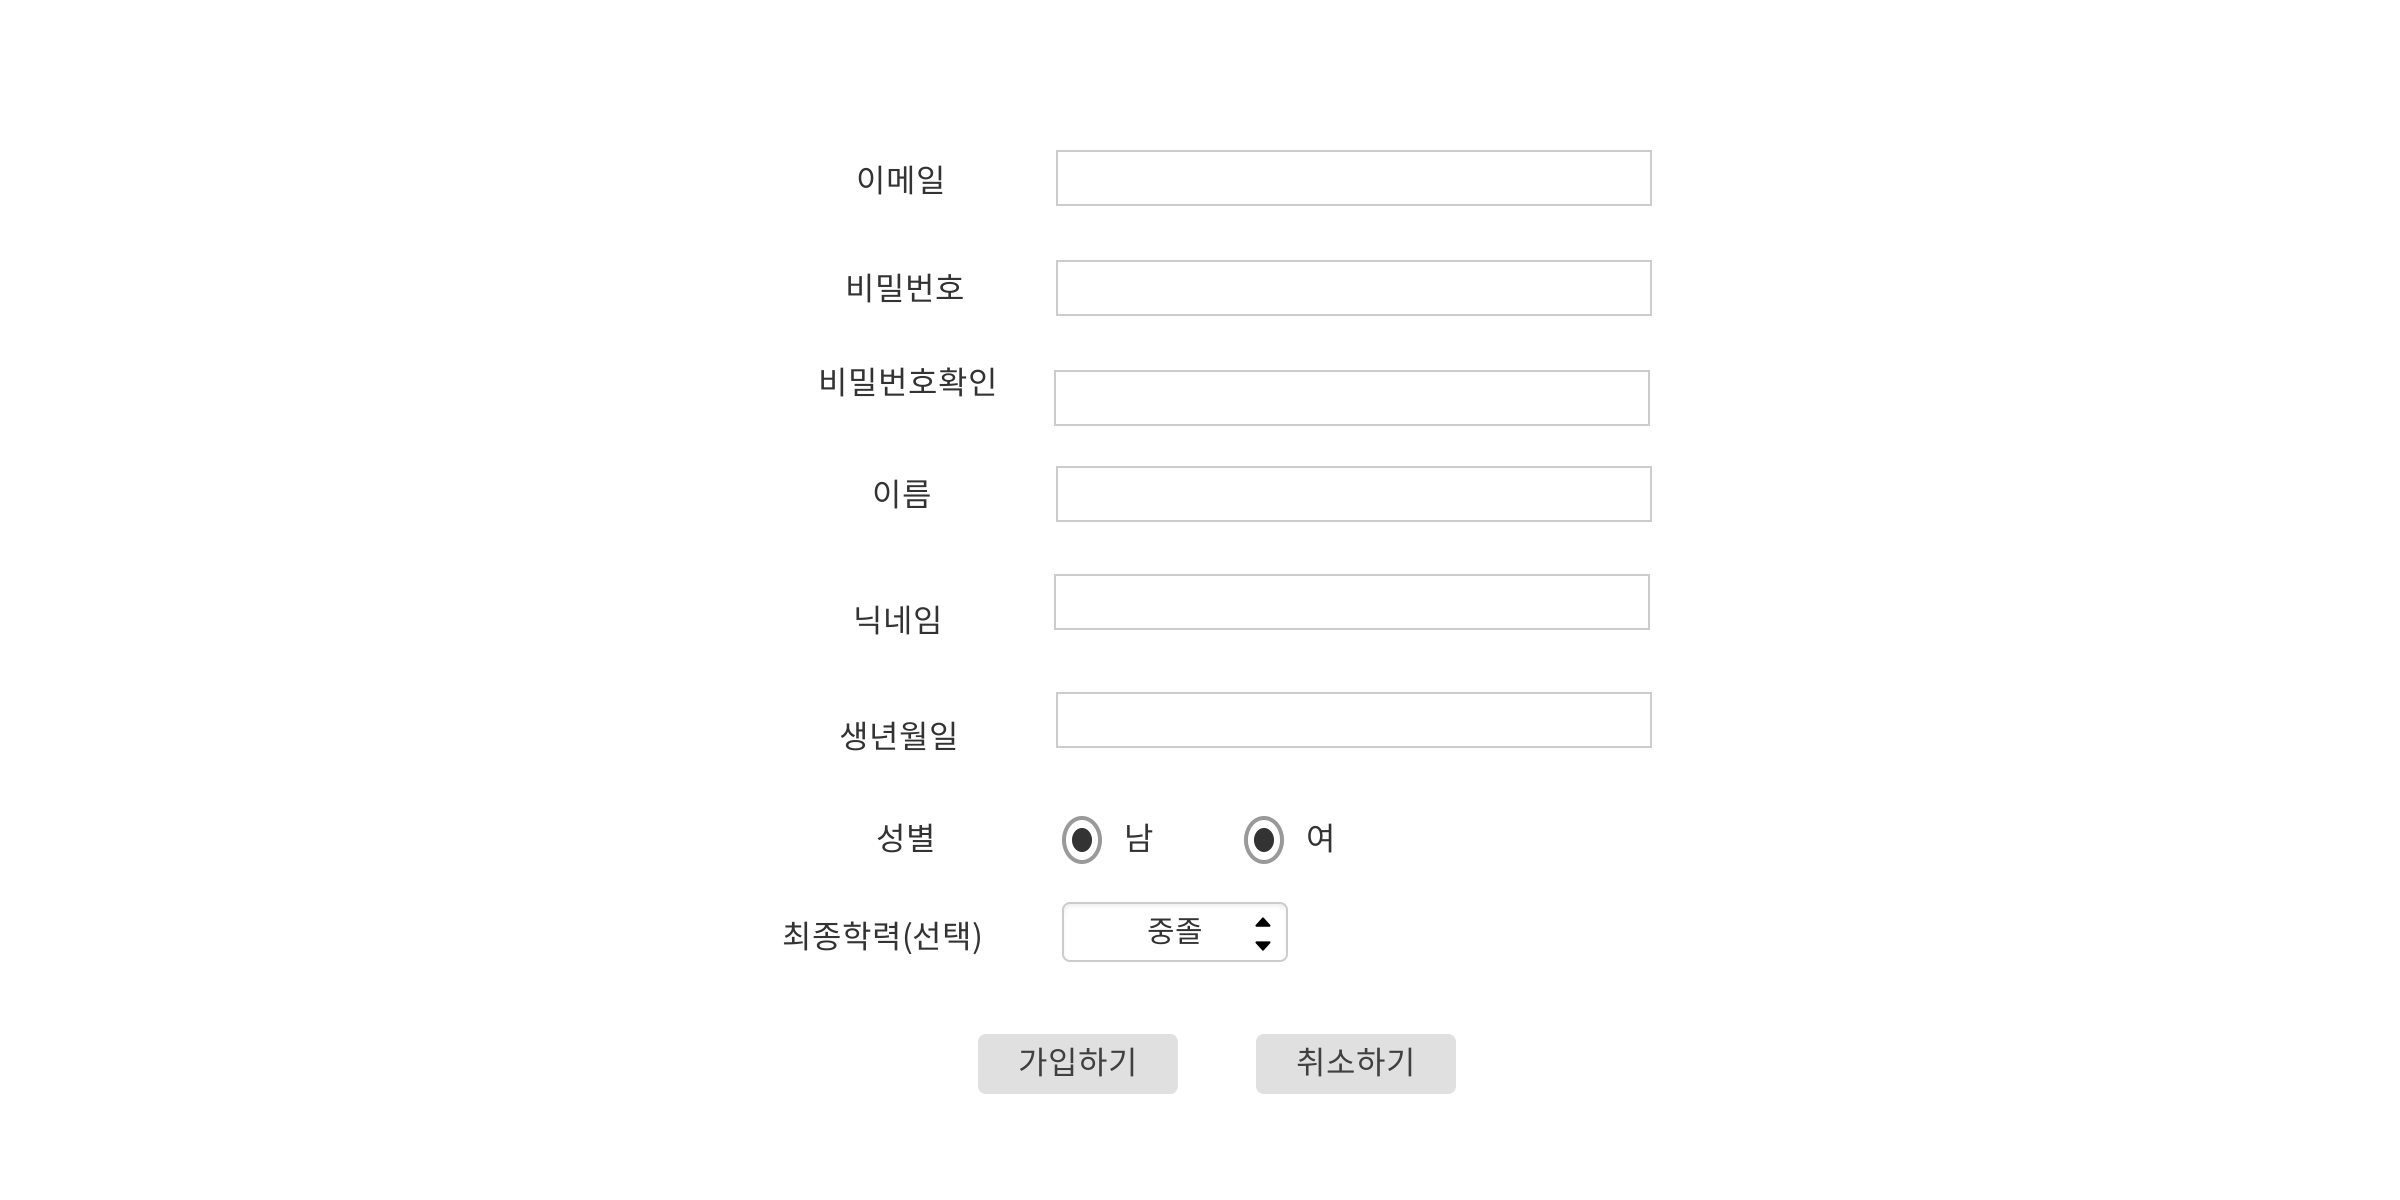 이메일
비밀번호
비밀번호확인
이름
닉네임
생년월일
성별 남 여
최종학력(선택) 중졸
가입하기 취소하기